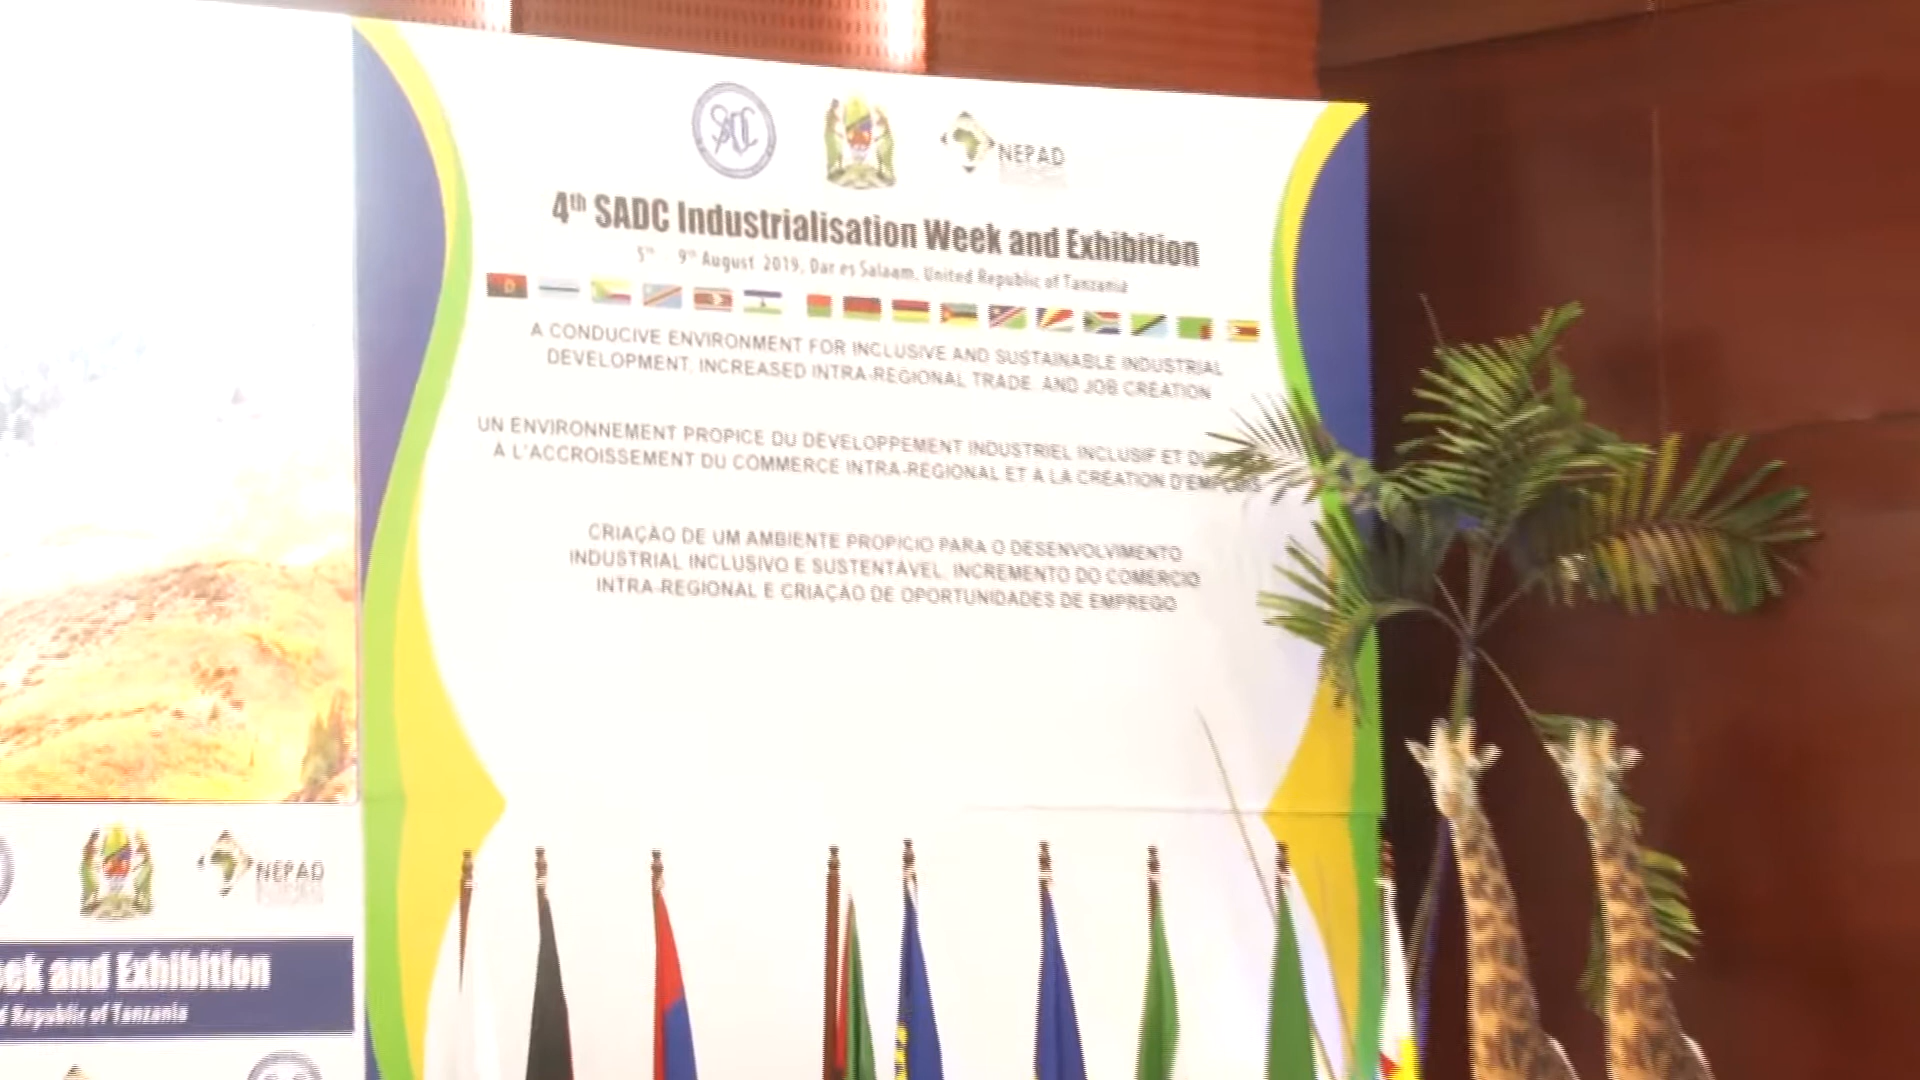 SADC
NEPAD
4th SADC Industrialisation Week and Exhibition
5th 9th August 2019, Dar es Salaam, United Republic of Tanzania
A CONDUCIVE ENVIRONMENT FOR INCLUSIVE AND SUSTAINABLE INDUSTRIAL
DEVELOPMENT, INCREASED INTRA-REGIONAL TRADE, AND JOB CREATION
UN ENVIRONNEMENT PROPICE DU DÉVELOPPEMENT INDUSTRIEL INCLUSIF ET
À L'ACCROISSEMENT DU COMMERCE INTRA-REGIONAL ET À LA CRÉATION D'EMPLOIS
CRIAÇÃO DE UM AMBIENTE PROPÍCIO PARA O DESENVOLVIMENTO
INDUSTRIAL INCLUSIVO E SUSTENTÁVEL, INCREMENTO DO COMÉRCIO
INTRA-REGIONAL E CRIAÇÃO DE OPORTUNIDADES DE EMPREGO
NEPAD
ek and Exhibition
d Republic of Tanzania